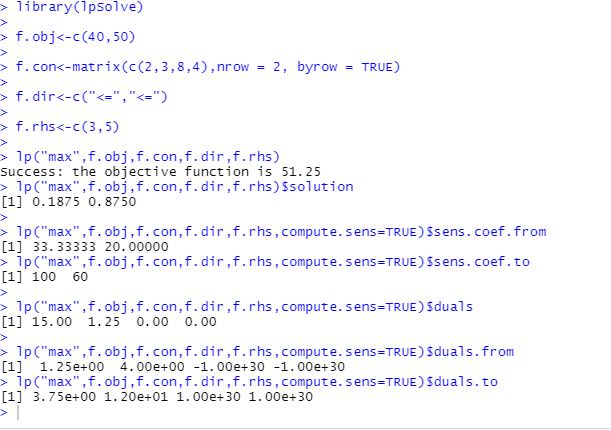 > library(lpSolve)
>
> f.obj<-c(40,50)
>
> f.con<-matrix(c(2,3,8,4),nrow = 2, byrow = TRUE)
>
> f.dir<-c("<=","<=")
>
> f.rhs<-c(3,5)
>
> lp("max",f.obj,f.con,f.dir,f.rhs)
Success: the objective function is 51.25
> lp("max",f.obj,f.con,f.dir,f.rhs)$solution
[1] 0.1875 0.8750
>
> lp("max",f.obj,f.con,f.dir,f.rhs,compute.sens=TRUE)$sens.coef.from
[1] 33.33333 20.00000
> lp("max",f.obj,f.con,f.dir,f.rhs,compute.sens=TRUE)$sens.coef.to
[1] 100  60
>
> lp("max",f.obj,f.con,f.dir,f.rhs,compute.sens=TRUE)$duals
[1] 15.00  1.25  0.00  0.00
>
> lp("max",f.obj,f.con,f.dir,f.rhs,compute.sens=TRUE)$duals.from
[1]  1.25e+00  4.00e+00 -1.00e+30 -1.00e+30
> lp("max",f.obj,f.con,f.dir,f.rhs,compute.sens=TRUE)$duals.to
[1] 3.75e+00 1.20e+01 1.00e+30 1.00e+30
>